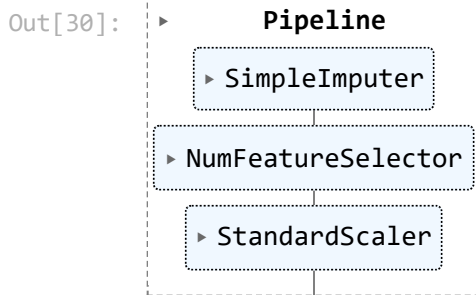 Out[30]:
Pipeline
SimpleImputer
NumFeatureSelector
StandardScaler